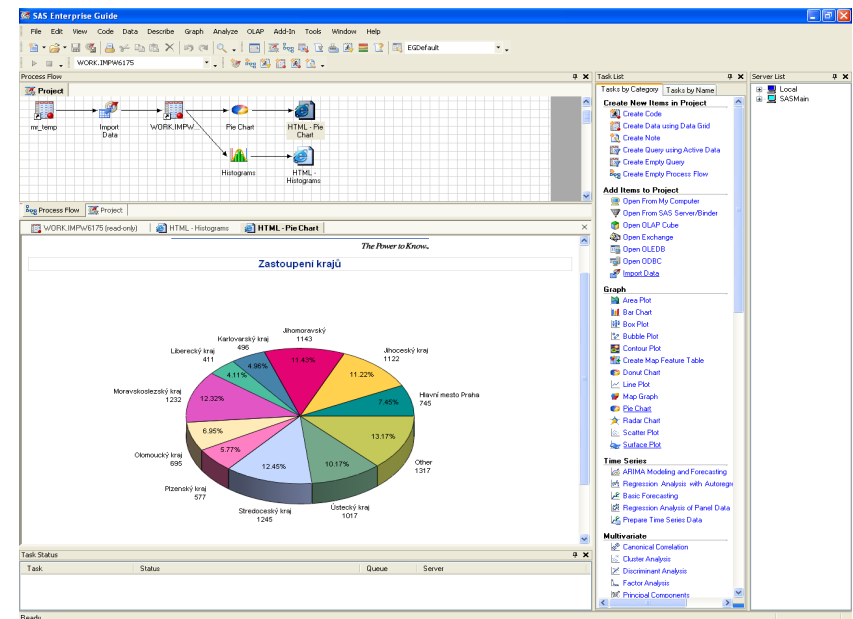 SAS Enterprise Guide
File Edit View Code Data Describe Graph Analyze OLAP Add-In Tools Window Help
EGDefault
WORK.IMPW6175
Process Flow
Project
mr_temp
Import Data
WORK.IMPW...
Pie Chart
HTML - Pie Chart
Histograms
HTML - Histograms
Process Flow Project
WORK.IMPW6175 (read-only) HTML - Histograms HTML - Pie Chart
The Power to Know.
Zastoupení krajů
Jihomoravský
1143
Karlovarský kraj
496
Liberecký kraj
411
Jihoceský kraj
1122
Moravskoslezský kraj
1232
Hlavní mesto Praha
745
Olomoucký kraj
695
Other
1317
Plzenský kraj
577
Stredoceský kraj
1245
Ústecký kraj
1017
11.43%
4.96%
4.11%
11.22%
12.32%
7.45%
6.95%
13.17%
5.77%
12.45%
10.17%
Task Status
Task Status Queue Server
Ready
Task List
Tasks by Category Tasks by Name
Create New Items in Project
Create Code
Create Data using Data Grid
Create Note
Create Query using Active Data
Create Empty Query
Create Empty Process Flow
Add Items to Project
Open From My Computer
Open From SAS Server/Binder
Open OLAP Cube
Open Exchange
Open OLEDB
Open ODBC
Import Data
Graph
Area Plot
Bar Chart
Box Plot
Bubble Plot
Contour Plot
Create Map Feature Table
Donut Chart
Line Plot
Map Graph
Pie Chart
Radar Chart
Scatter Plot
Surface Plot
Time Series
ARIMA Modeling and Forecasting
Regression Analysis with Autoregr
Basic Forecasting
Regression Analysis of Panel Data
Prepare Time Series Data
Multivariate
Canonical Correlation
Cluster Analysis
Discriminant Analysis
Factor Analysis
Principal Components
Server List
Local
SASMain